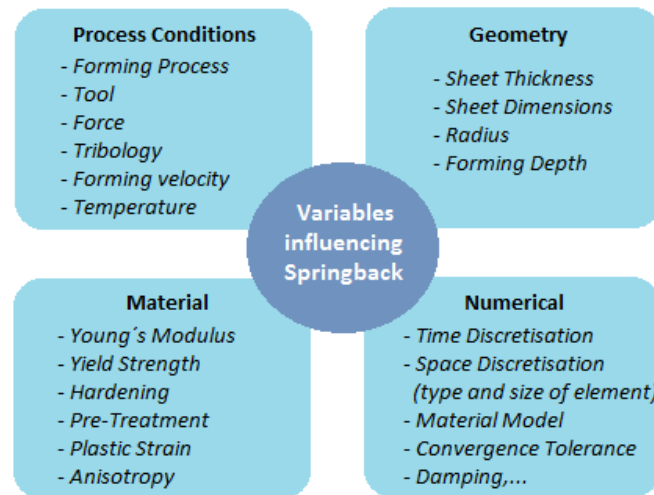 Process Conditions
- Forming Process
- Tool
- Force
- Tribology
- Forming velocity
- Temperature
Geometry
- Sheet Thickness
- Sheet Dimensions
- Radius
- Forming Depth
Variables
influencing
Springback
Material
- Young´s Modulus
- Yield Strength
- Hardening
- Pre-Treatment
- Plastic Strain
- Anisotropy
Numerical
- Time Discretisation
- Space Discretisation
(type and size of element)
- Material Model
- Convergence Tolerance
- Damping,...